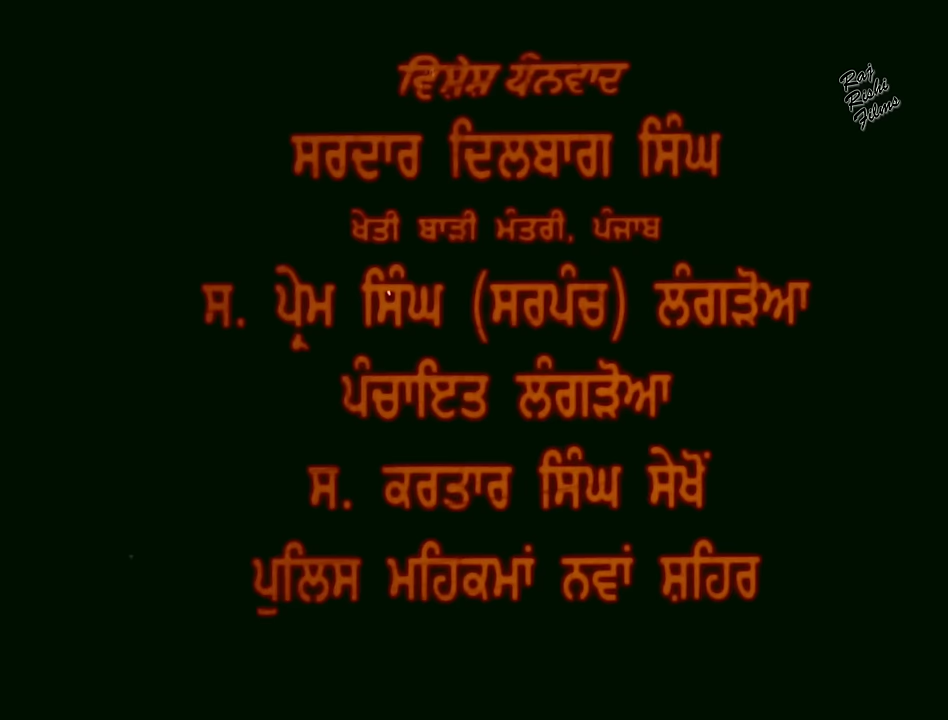 ਵਿਸ਼ੇਸ਼ ਧੰਨਵਾਦ
ਸਰਦਾਰ ਦਿਲਬਾਗ ਸਿੰਘ
ਖੇਤੀ ਬਾੜੀ ਮੰਤਰੀ, ਪੰਜਾਬ
ਸ. ਪ੍ਰੇਮ ਸਿੰਘ (ਸਰਪੰਚ) ਲੰਗੜੋਆ
ਪੰਚਾਇਤ ਲੰਗੜੋਆ
ਸ. ਕਰਤਾਰ ਸਿੰਘ ਸੇਖੋਂ
ਪੁਲਿਸ ਮਹਿਕਮਾਂ ਨਵਾਂ ਸ਼ਹਿਰ
Raj
Rishi
Films